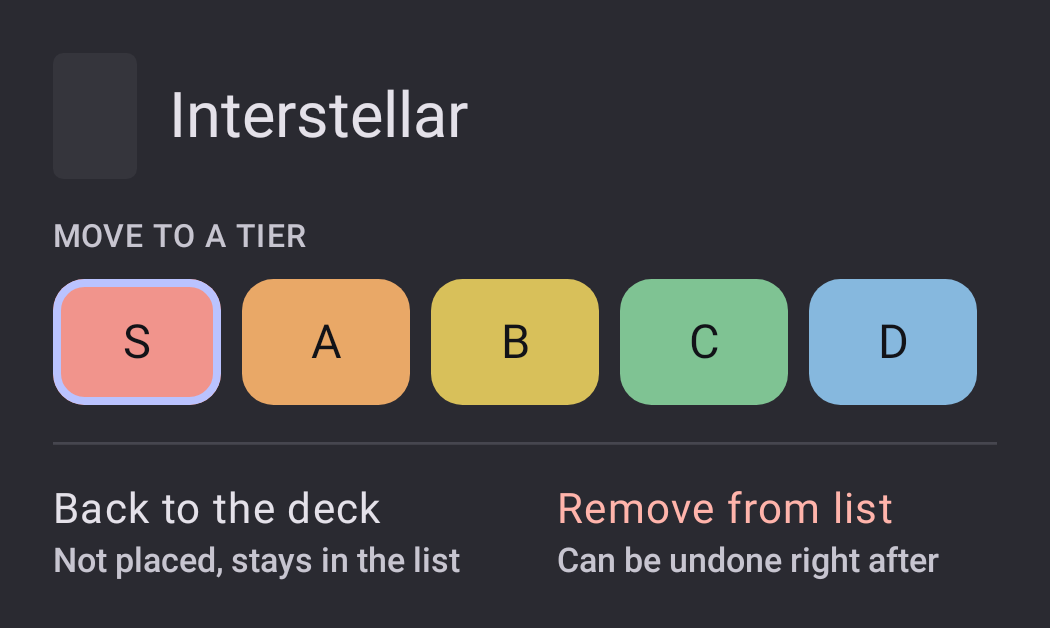 Interstellar
MOVE TO A TIER
S A B C D
Back to the deck
Not placed, stays in the list
Remove from list
Can be undone right after